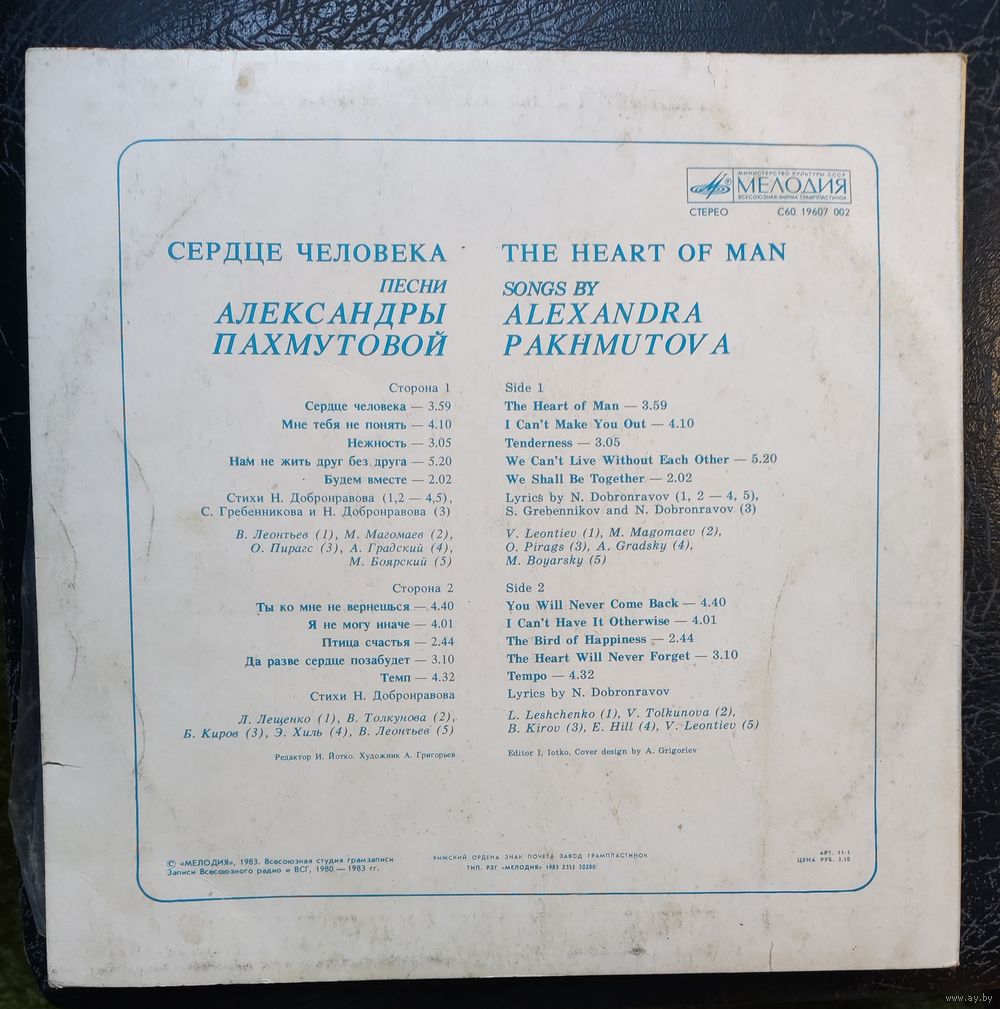 МИНИСТЕРСТВО КУЛЬТУРЫ СССР
МЕЛОДИЯ
ВСЕСОЮЗНАЯ ФИРМА ГРАМПЛАСТИНОК
СТЕРЕО С60 19607 002
СЕРДЦЕ ЧЕЛОВЕКА
ПЕСНИ
АЛЕКСАНДРЫ
ПАХМУТОВОЙ
Сторона 1
Сердце человека — 3.59
Мне тебя не понять — 4.10
Нежность — 3.05
Нам не жить друг без друга — 5.20
Будем вместе — 2.02
Стихи Н. Добронравова (1,2 — 4,5),
С. Гребенникова и Н. Добронравова (3)
В. Леонтьев (1), М. Магомаев (2),
О. Пирагс (3), А. Градский (4),
М. Боярский (5)
Сторона 2
Ты ко мне не вернешься — 4.40
Я не могу иначе — 4.01
Птица счастья — 2.44
Да разве сердце позабудет — 3.10
Темп — 4.32
Стихи Н. Добронравова
Л. Лещенко (1), В. Толкунова (2),
Б. Киров (3), Э. Хиль (4), В. Леонтьев (5)
Редактор И. Йотко. Художник А. Григорьев
THE HEART OF MAN
SONGS BY
ALEXANDRA
PAKHMUTOVA
Side 1
The Heart of Man — 3.59
I Can't Make You Out — 4.10
Tenderness — 3.05
We Can't Live Without Each Other — 5.20
We Shall Be Together — 2.02
Lyrics by N. Dobronravov (1, 2 — 4, 5),
S. Grebennikov and N. Dobronravov (3)
V. Leontiev (1), M. Magomaev (2),
O. Pirags (3), A. Gradsky (4),
M. Boyarsky (5)
Side 2
You Will Never Come Back — 4.40
I Can't Have It Otherwise — 4.01
The Bird of Happiness — 2.44
The Heart Will Never Forget — 3.10
Tempo — 4.32
Lyrics by N. Dobronravov
L. Leshchenko (1), V. Tolkunova (2),
B. Kirov (3), E. Hill (4), V. Leontiev (5)
Editor I. Iotko. Cover design by A. Grigoriev
© «МЕЛОДИЯ», 1983. Всесоюзная студия грамзаписи
Записи Всесоюзного радио и ВСГ, 1980 — 1983 гг.
РИЖСКИЙ ОРДЕНА ЗНАК ПОЧЕТА ЗАВОД ГРАМПЛАСТИНОК
ТИП. РЗГ «МЕЛОДИЯ» 1983 2355 30200
АРТ. 11-1
ЦЕНА РУБ. 3,50
www.ay.by